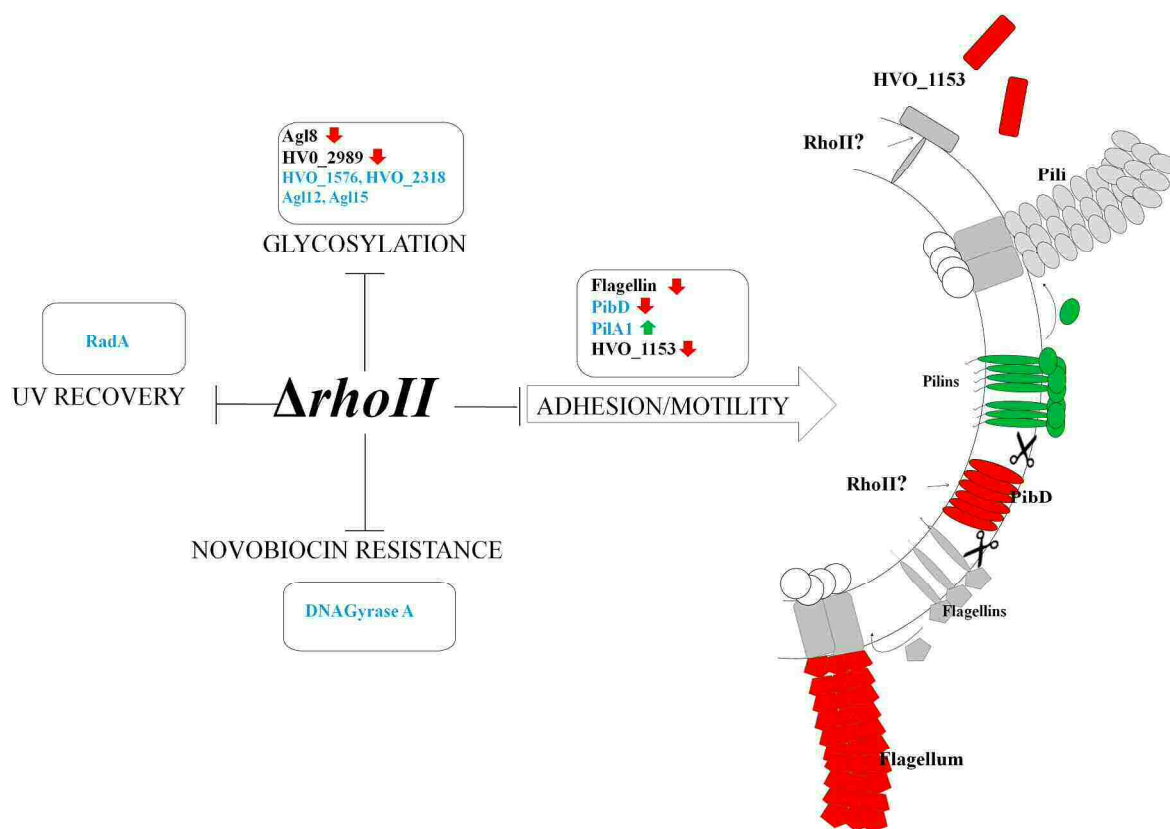 Agl8
HV0_2989
HVO_1576, HVO_2318
Agl12, Agl15
GLYCOSYLATION
RadA
UV RECOVERY
ΔrhoII
NOVOBIOCIN RESISTANCE
DNAGyrase A
Flagellin
PibD
PilA1
HVO_1153
ADHESION/MOTILITY
HVO_1153
RhoII?
Pili
Pilins
RhoII?
PibD
Flagellins
Flagellum